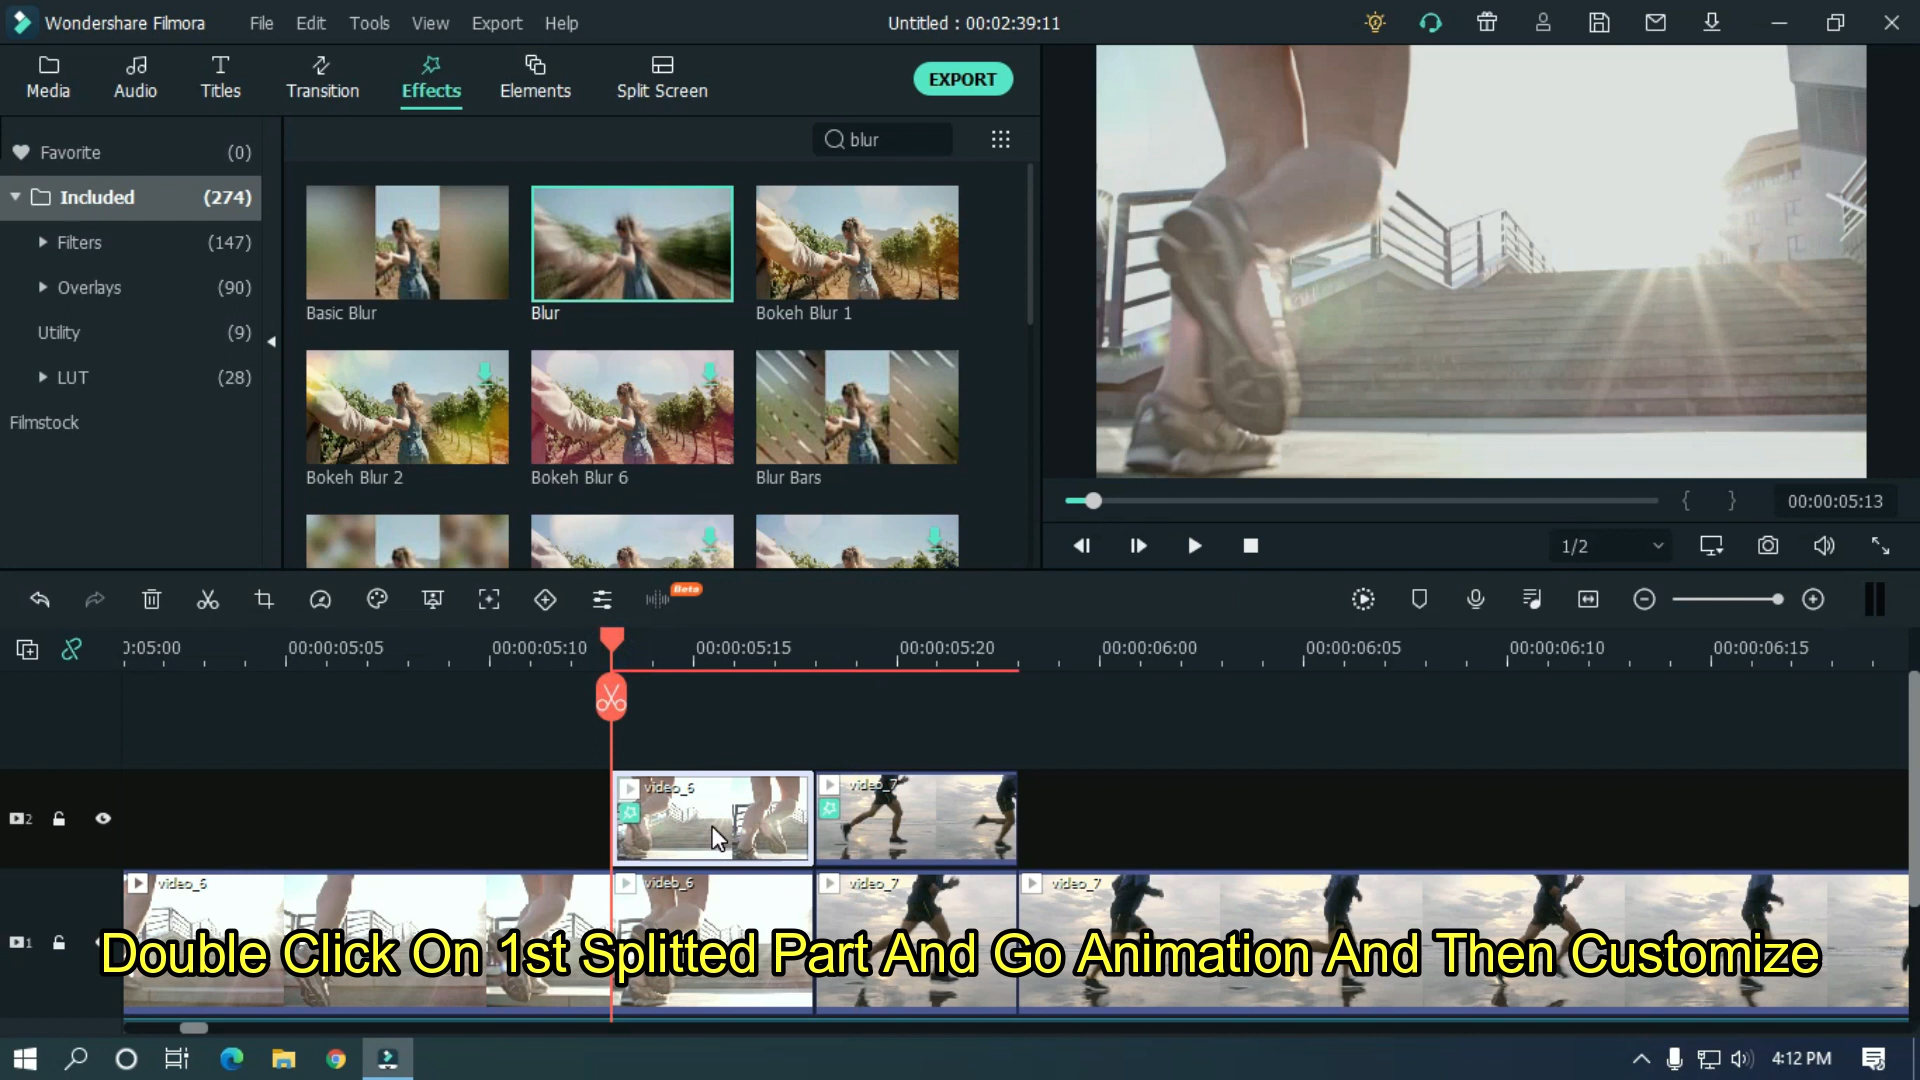 Wondershare Filmora
File Edit Tools View Export Help
Untitled : 00:02:39:11
Media Audio Titles Transition Effects Elements Split Screen
EXPORT
blur
Favorite (0)
Included (274)
Filters (147)
Overlays (90)
Utility (9)
LUT (28)
Filmstock
Basic Blur Blur Bokeh Blur 1
Bokeh Blur 2 Bokeh Blur 6 Blur Bars
{ } 00:00:05:13
1/2
Beta
0:05:00 00:00:05:05 00:00:05:10 00:00:05:15 00:00:05:20 00:00:06:00 00:00:06:05 00:00:06:10 00:00:06:15
video_6 video_7
2
video_6 video_6 video_7 video_7
1
Double Click On 1st Splitted Part And Go Animation And Then Customize
4:12 PM